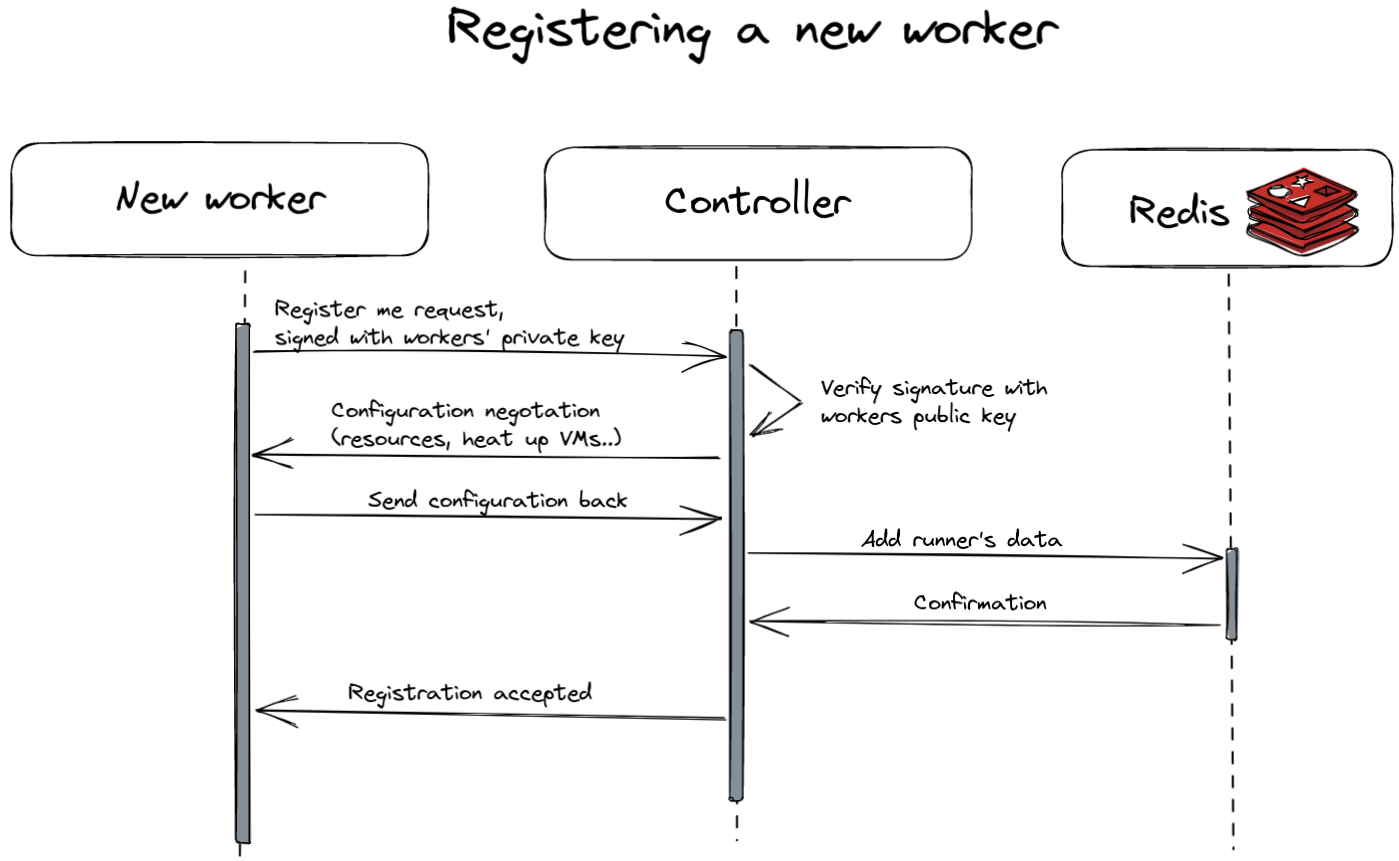 Registering a new worker
New worker
Controller
Redis
Register me request,
signed with workers' private key
Verify signature with
workers public key
Configuration negotation
(resources, heat up VMs..)
Send configuration back
Add runner's data
Confirmation
Registration accepted